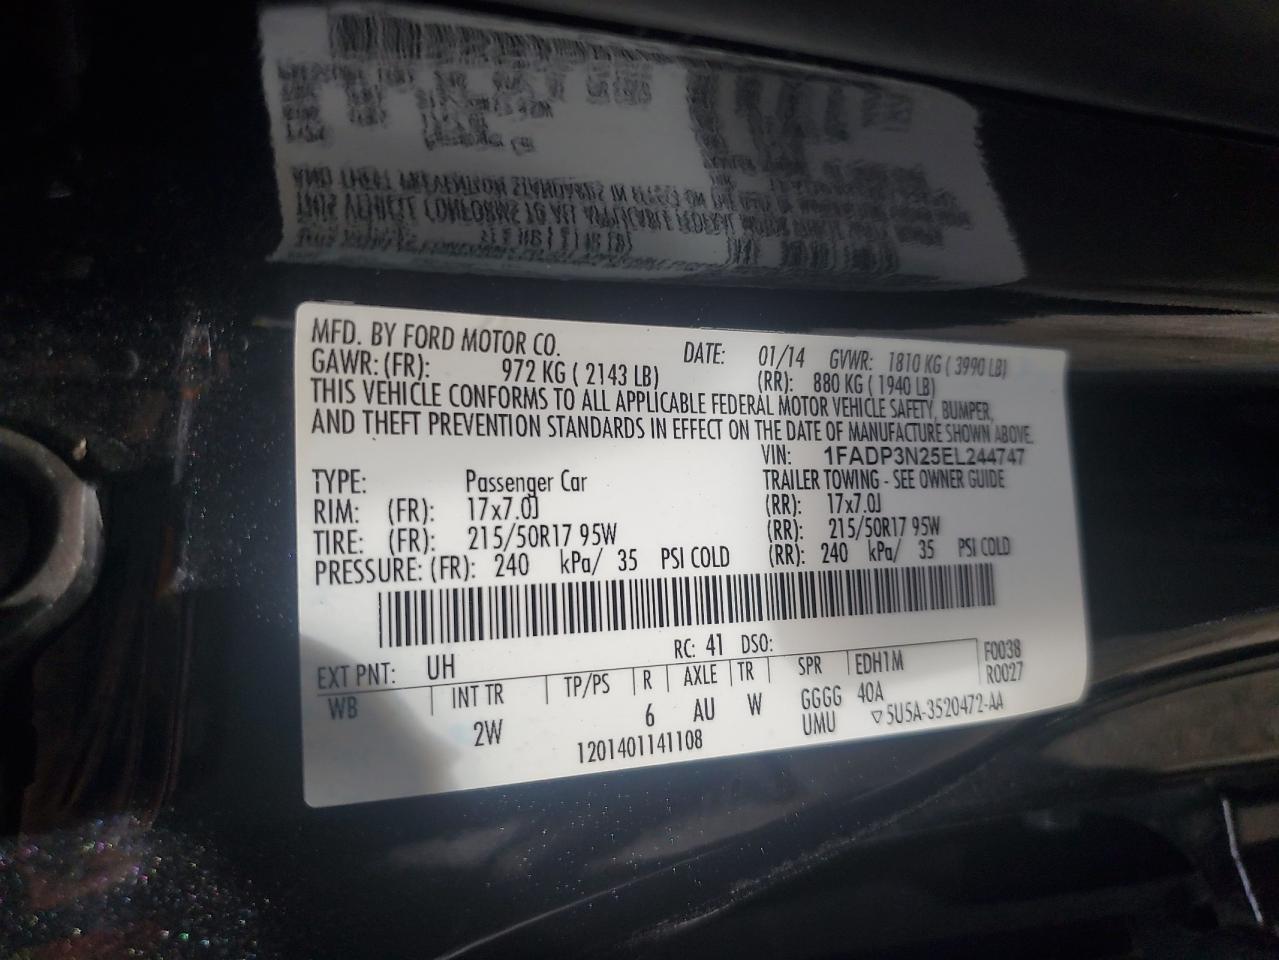 MFD. BY FORD MOTOR CO. DATE: 01/14 GVWR: 1810 KG ( 3990 LB)
GAWR: (FR): 972 KG ( 2143 LB) (RR): 880 KG ( 1940 LB)
THIS VEHICLE CONFORMS TO ALL APPLICABLE FEDERAL MOTOR VEHICLE SAFETY, BUMPER,
AND THEFT PREVENTION STANDARDS IN EFFECT ON THE DATE OF MANUFACTURE SHOWN ABOVE.
VIN: 1FADP3N25EL244747
TYPE: Passenger Car TRAILER TOWING - SEE OWNER GUIDE
RIM: (FR): 17x7.0J (RR): 17x7.0J
TIRE: (FR): 215/50R17 95W (RR): 215/50R17 95W
PRESSURE: (FR): 240 kPa/ 35 PSI COLD (RR): 240 kPa/ 35 PSI COLD
EXT PNT: UH RC: 41 DSO: F0038
WB INT TR TP/PS R AXLE TR SPR EDH1M R0027
2W 6 AU W GGGG 40A
1201401141108 UMU ▽5U5A-3520472-AA